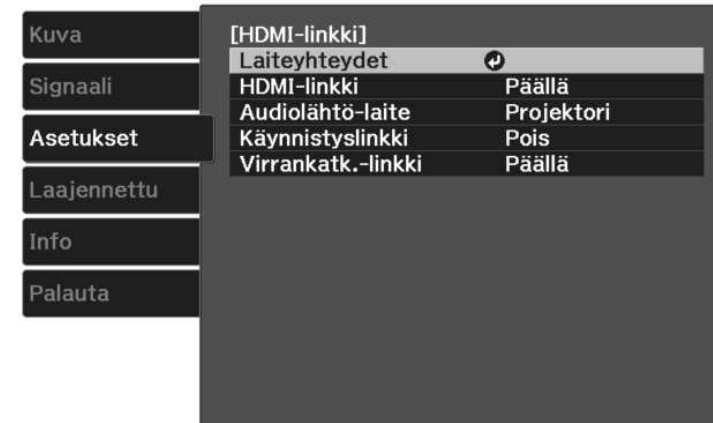 Kuva
Signaali
Asetukset
Laajennettu
Info
Palauta
[HDMI-linkki]
Laiteyhteydet
HDMI-linkki Päällä
Audiolähtö-laite Projektori
Käynnistyslinkki Pois
Virrankatk.-linkki Päällä